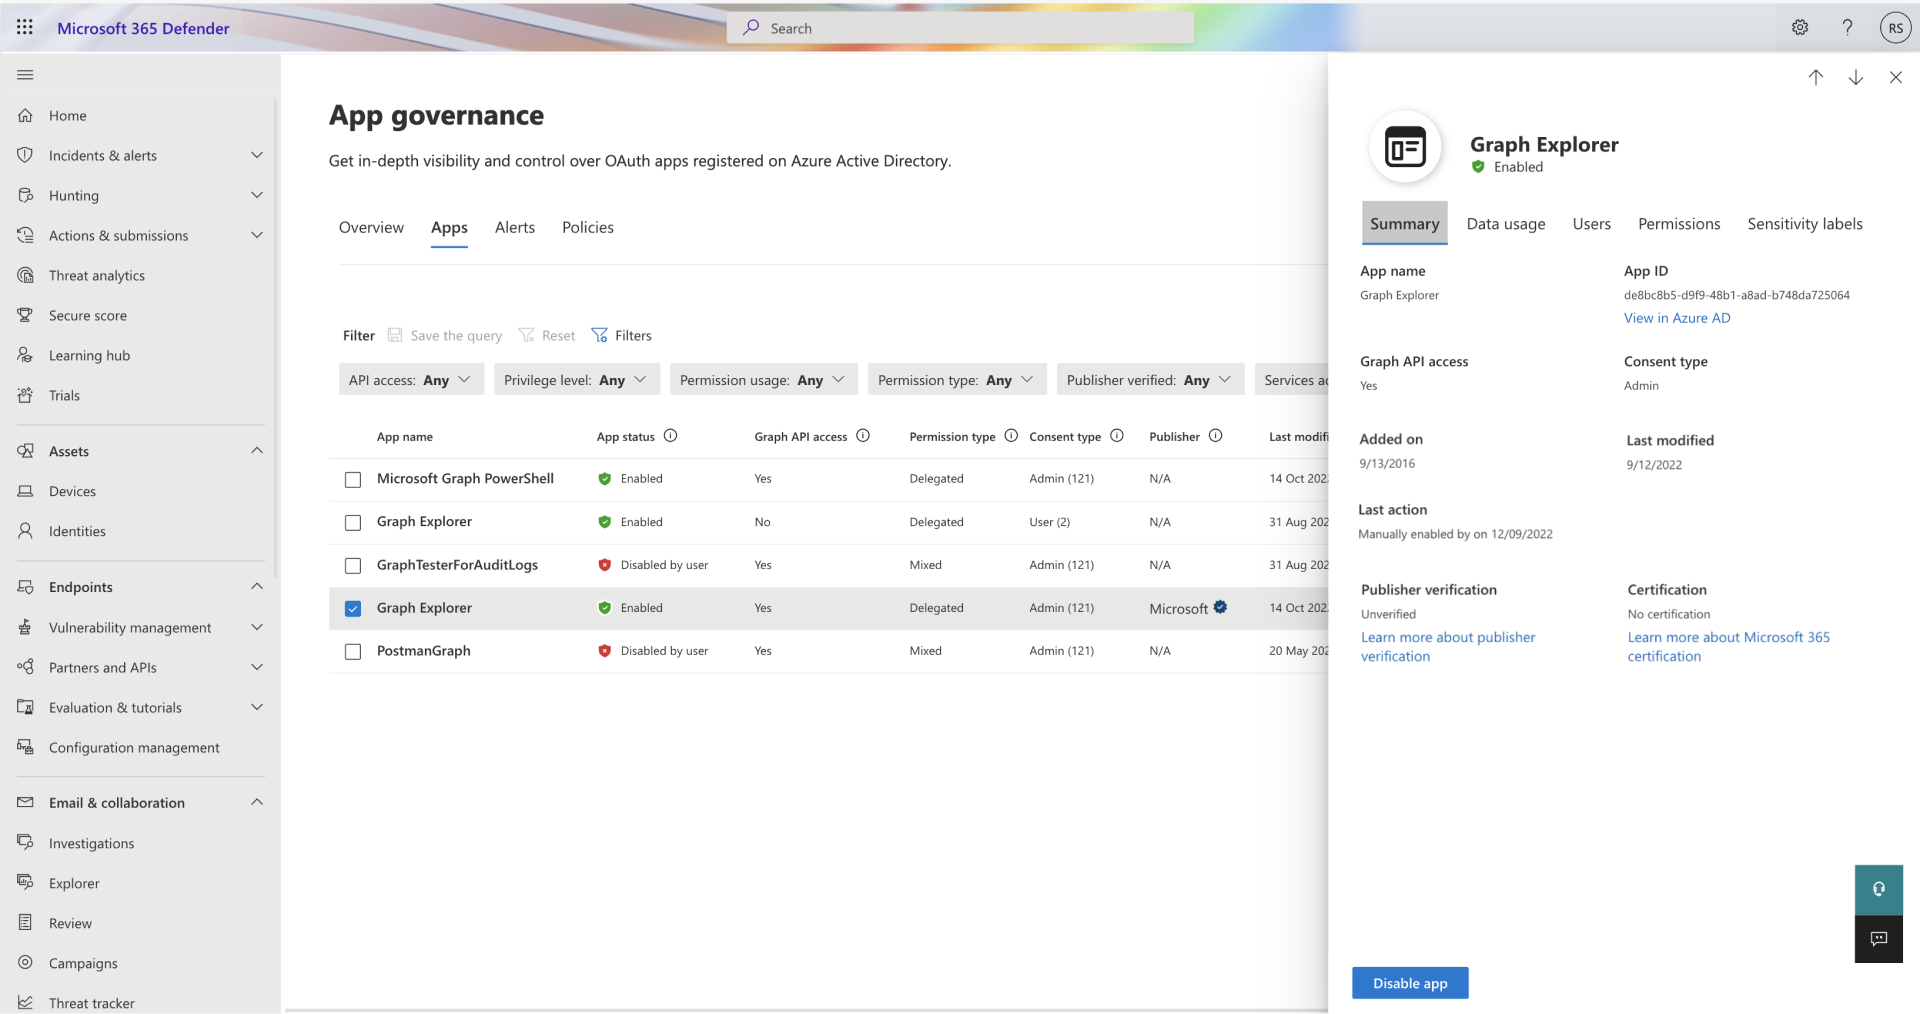 Microsoft 365 Defender
Search
RS
Home
Incidents & alerts
Hunting
Actions & submissions
Threat analytics
Secure score
Learning hub
Trials
Assets
Devices
Identities
Endpoints
Vulnerability management
Partners and APIs
Evaluation & tutorials
Configuration management
Email & collaboration
Investigations
Explorer
Review
Campaigns
Threat tracker
App governance
Get in-depth visibility and control over OAuth apps registered on Azure Active Directory.
Overview Apps Alerts Policies
Filter Save the query Reset Filters
API access: Any Privilege level: Any Permission usage: Any Permission type: Any Publisher verified: Any Services
App name App status Graph API access Permission type Consent type Publisher Last
Microsoft Graph PowerShell Enabled Yes Delegated Admin (121) N/A 14 Oct
Graph Explorer Enabled No Delegated User (2) N/A 31 Aug
GraphTesterForAuditLogs Disabled by user Yes Mixed Admin (121) N/A 31 Aug
Graph Explorer Enabled Yes Delegated Admin (121) Microsoft 14 Oct
PostmanGraph Disabled by user Yes Mixed Admin (121) N/A 20 May
Graph Explorer
Enabled
Summary Data usage Users Permissions Sensitivity labels
App name
Graph Explorer
App ID
de8bc8b5-d9f9-48b1-a8ad-b748da725064
View in Azure AD
Graph API access
Yes
Consent type
Admin
Added on
9/13/2016
Last modified
9/12/2022
Last action
Manually enabled by on 12/09/2022
Publisher verification
Unverified
Learn more about publisher
verification
Certification
No certification
Learn more about Microsoft 365
certification
Disable app